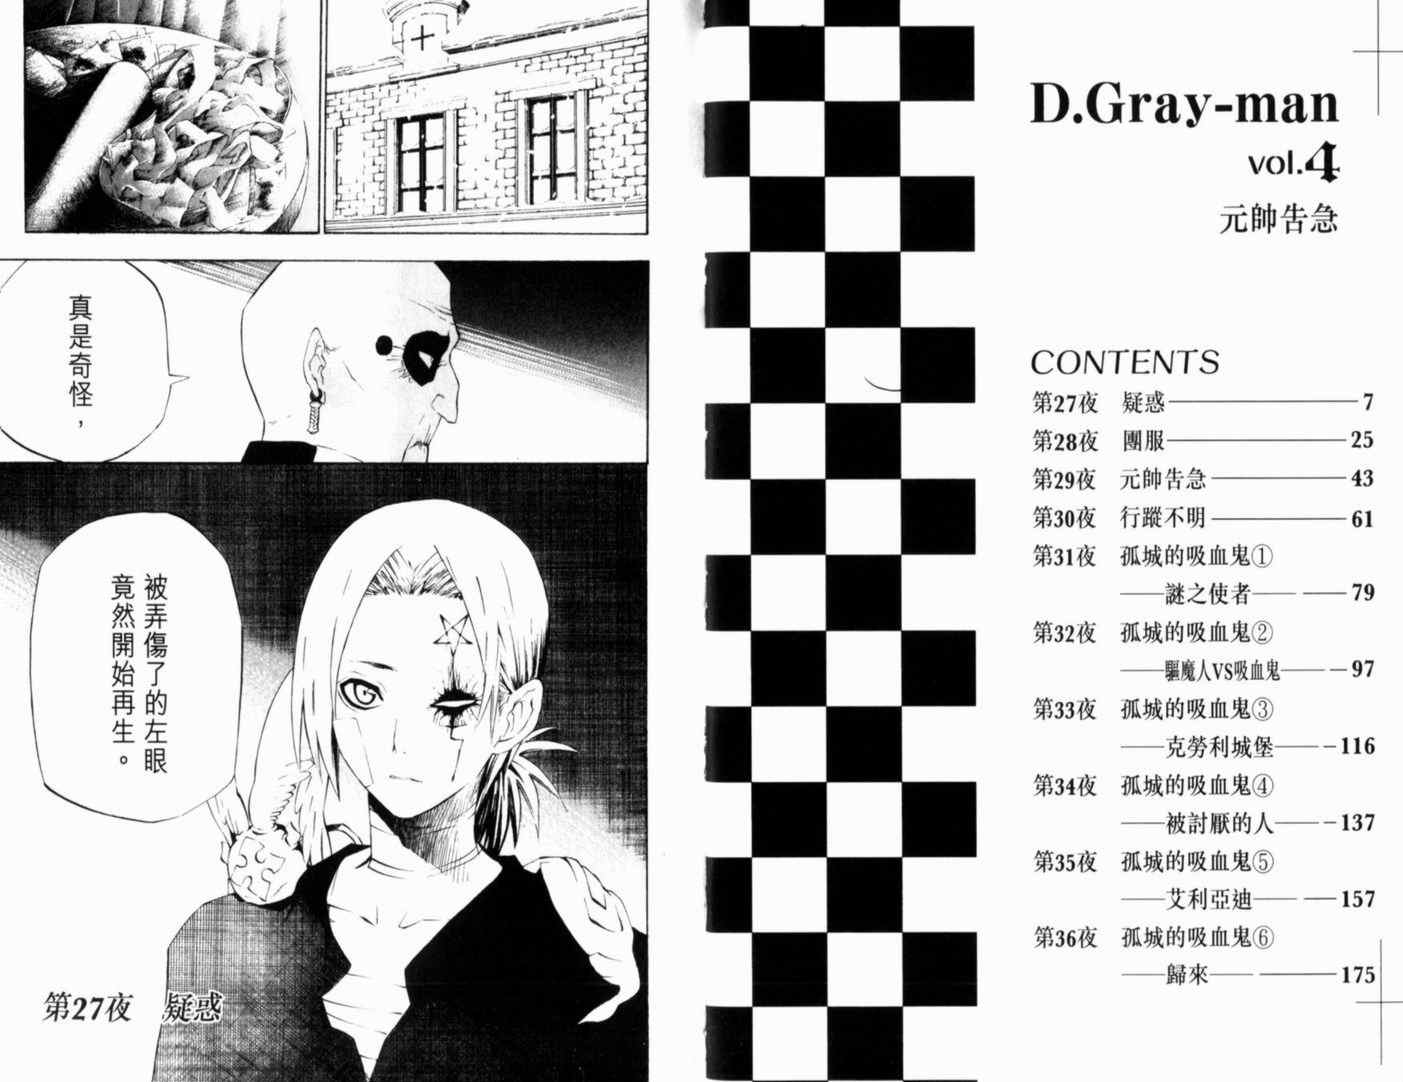 D.Gray-man
vol.4
元帥告急
CONTENTS
第27夜 疑惑 7
第28夜 團服 25
第29夜 元帥告急 43
第30夜 行蹤不明 61
第31夜 孤城的吸血鬼①
謎之使者 79
第32夜 孤城的吸血鬼②
驅魔人VS吸血鬼 97
第33夜 孤城的吸血鬼③
克勞利城堡 116
第34夜 孤城的吸血鬼④
被討厭的人 137
第35夜 孤城的吸血鬼⑤
艾利亞迪 157
第36夜 孤城的吸血鬼⑥
歸來 175
真是奇怪，
被弄傷了的左眼
竟然開始再生。
第27夜 疑惑